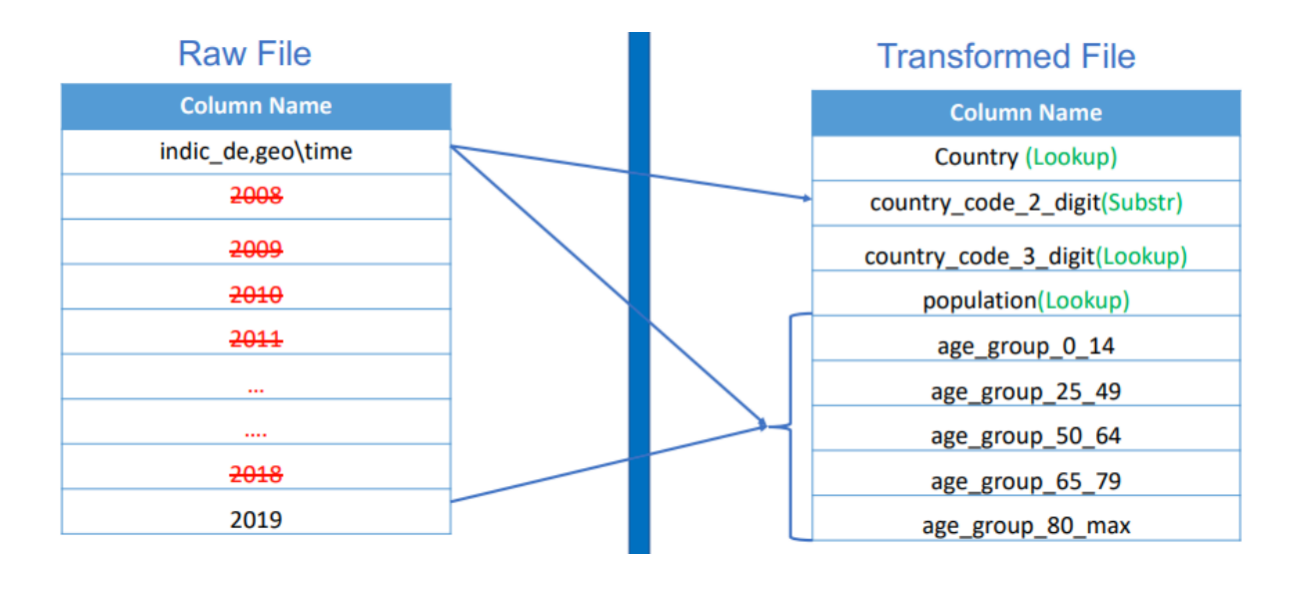 Raw File
Column Name
indic_de,geo\time
2008
2009
2010
2011
...
....
2018
2019
Transformed File
Column Name
Country (Lookup)
country_code_2_digit(Substr)
country_code_3_digit(Lookup)
population(Lookup)
age_group_0_14
age_group_25_49
age_group_50_64
age_group_65_79
age_group_80_max